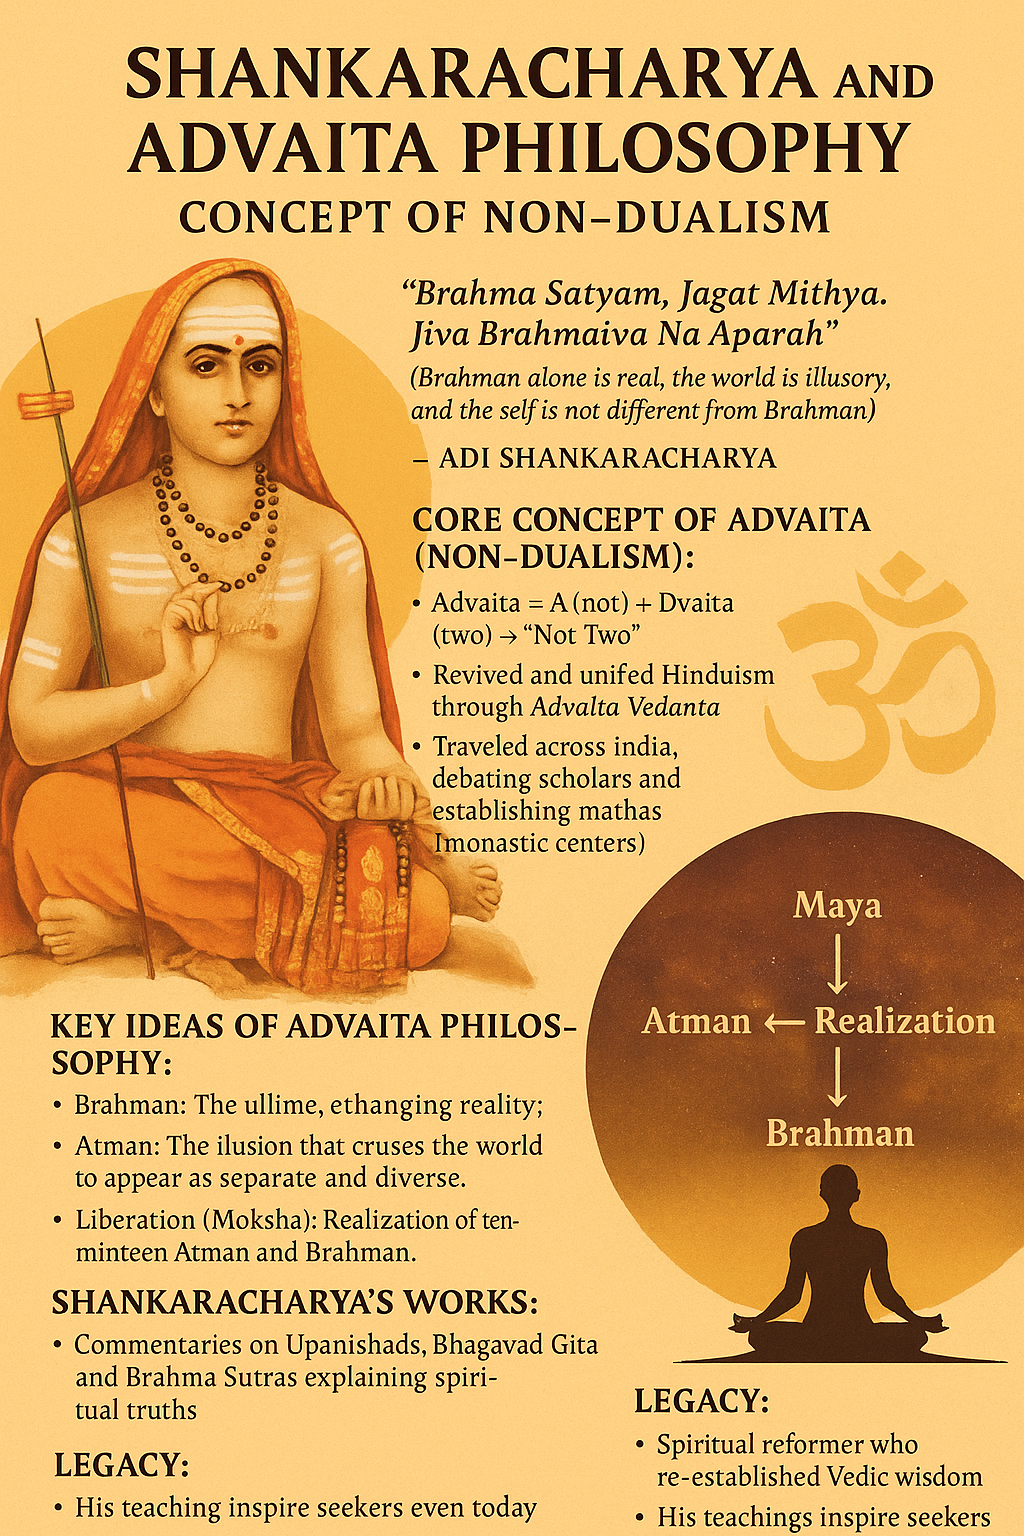 SHANKARACHARYA AND
ADVAITA PHILOSOPHY
CONCEPT OF NON–DUALISM
“Brahma Satyam, Jagat Mithya.
Jiva Brahmaiva Na Aparah”
(Brahman alone is real, the world is illusory,
and the self is not different from Brahman)
– ADI SHANKARACHARYA
CORE CONCEPT OF ADVAITA
(NON–DUALISM):
• Advaita = A (not) + Dvaita
(two) → “Not Two”
• Revived and unifed Hinduism
through Advalta Vedanta
• Traveled across india,
debating scholars and
establishing mathas
Imonastic centers)
ॐ
Maya
↓
Atman ← Realization
↓
Brahman
KEY IDEAS OF ADVAITA PHILOS–
SOPHY:
• Brahman: The ullime, ethanging reality;
• Atman: The ilusion that cruses the world
to appear as separate and diverse.
• Liberation (Moksha): Realization of ten-
minteen Atman and Brahman.
SHANKARACHARYA’S WORKS:
• Commentaries on Upanishads, Bhagavad Gita
and Brahma Sutras explaining spiri-
tual truths
LEGACY:
• His teaching inspire seekers even today
LEGACY:
• Spiritual reformer who
re-established Vedic wisdom
• His teachings inspire seekers